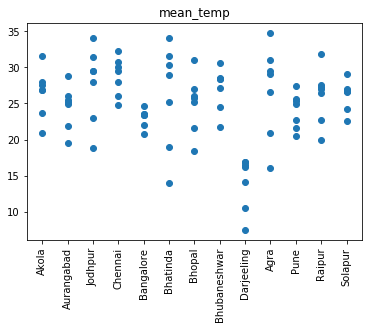 mean_temp
35
30
25
20
15
10
Akola
Aurangabad
Jodhpur
Chennai
Bangalore
Bhatinda
Bhopal
Bhubaneshwar
Darjeeling
Agra
Pune
Raipur
Solapur